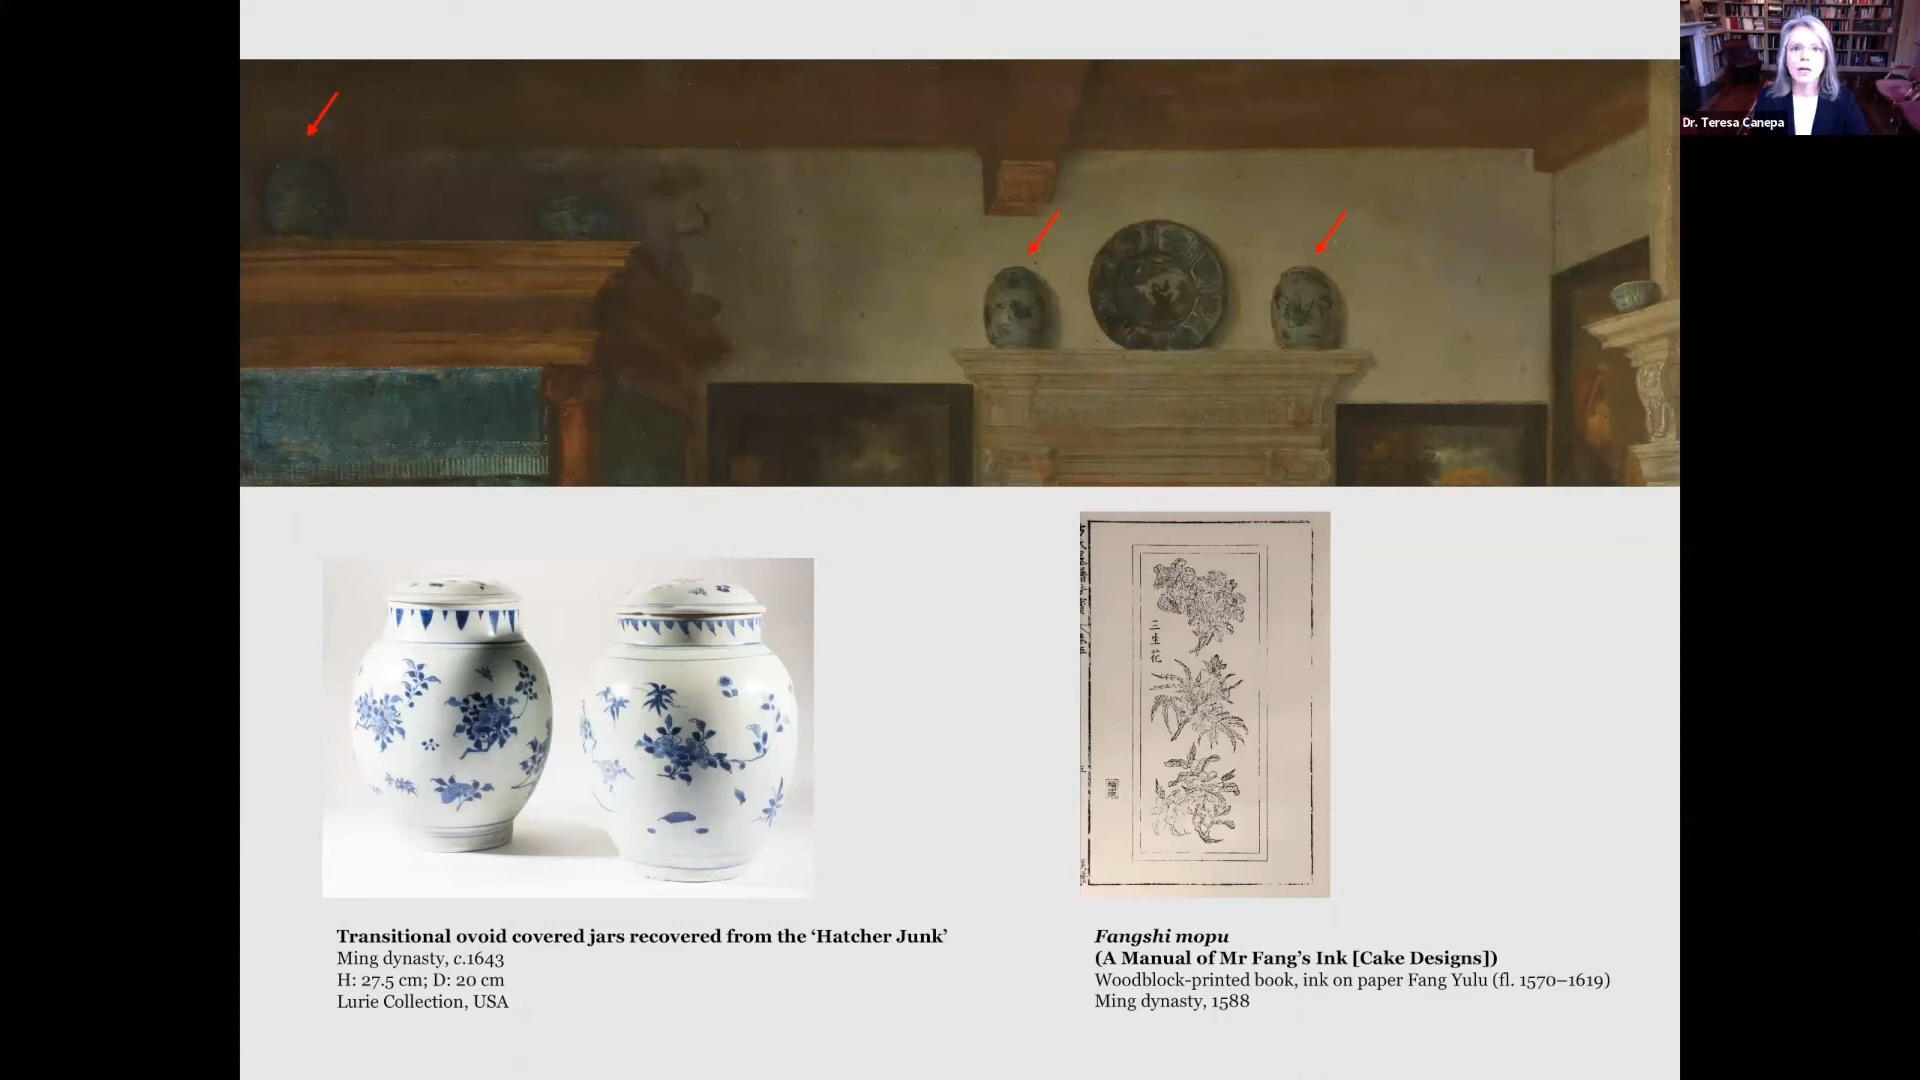 Dr. Teresa Canepa
三生花
Transitional ovoid covered jars recovered from the ‘Hatcher Junk’
Ming dynasty, c.1643
H: 27.5 cm; D: 20 cm
Lurie Collection, USA
Fangshi mopu
(A Manual of Mr Fang’s Ink [Cake Designs])
Woodblock-printed book, ink on paper Fang Yulu (fl. 1570–1619)
Ming dynasty, 1588